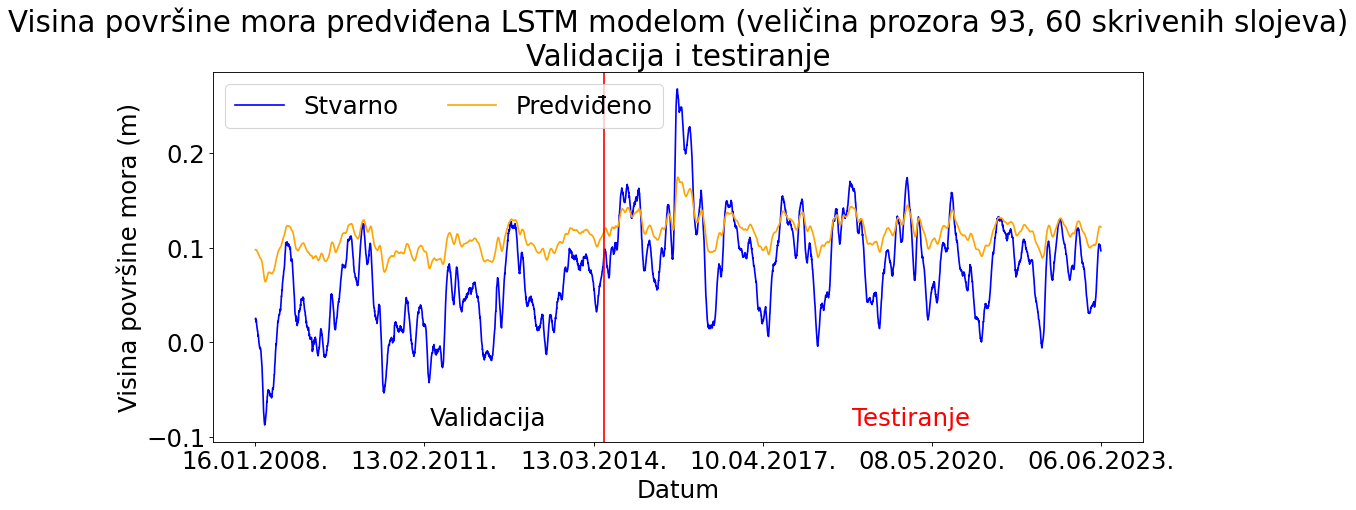 Visina površine mora predviđena LSTM modelom (veličina prozora 93, 60 skrivenih slojeva)
Validacija i testiranje
Stvarno
Predviđeno
Visina površine mora (m)
0.2
0.1
0.0
−0.1
Validacija
Testiranje
16.01.2008.
13.02.2011.
13.03.2014.
10.04.2017.
08.05.2020.
06.06.2023.
Datum